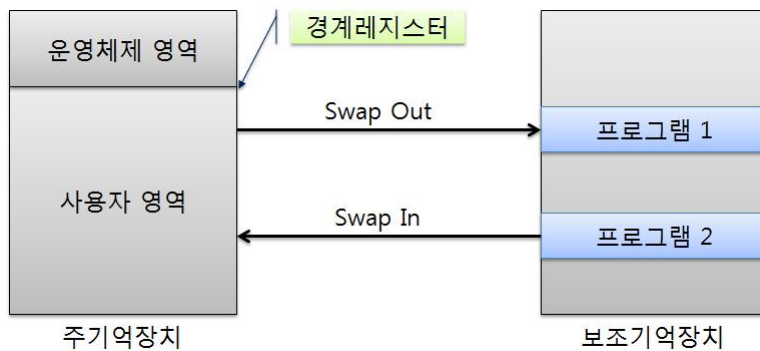 운영체제 영역
경계레지스터
Swap Out
프로그램 1
사용자 영역
Swap In
프로그램 2
주기억장치
보조기억장치